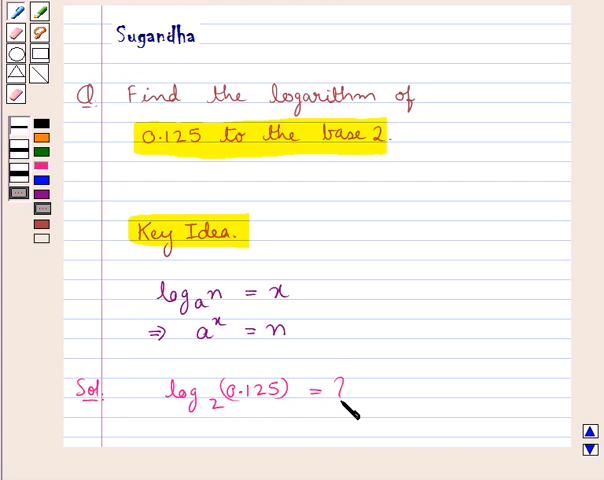 Sugandha
Q. Find the logarithm of
0.125 to the base 2.
Key Idea.
logₐn = x
⇒ aˣ = n
Sol. log₂(0.125) = ?